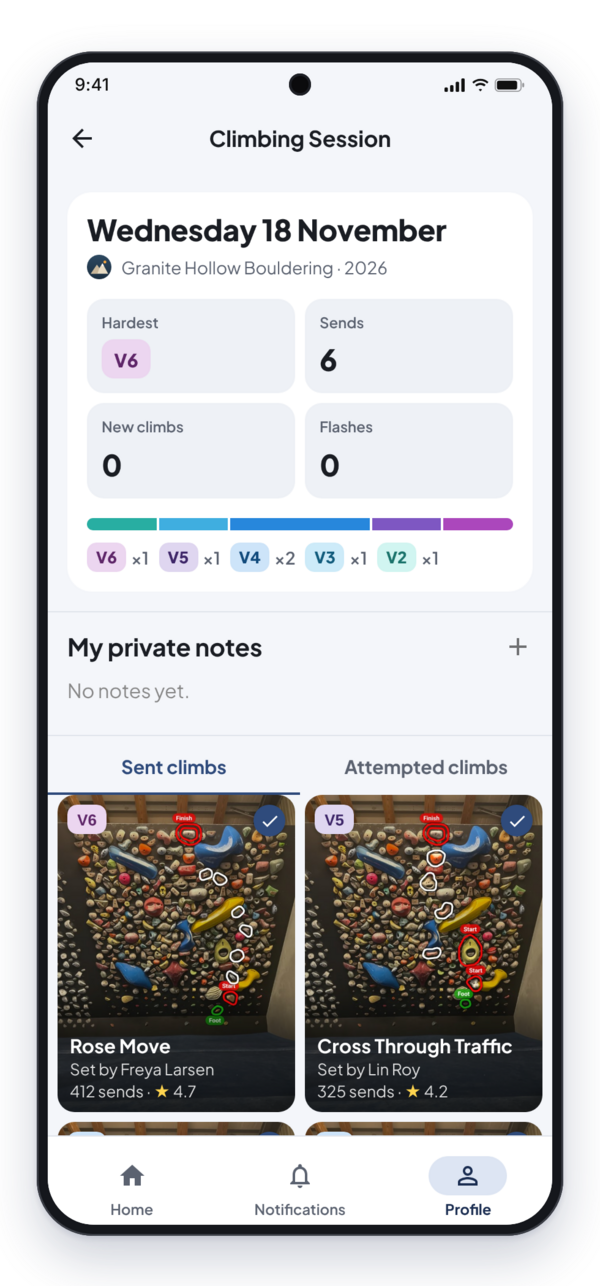 9:41
Climbing Session
Wednesday 18 November
Granite Hollow Bouldering · 2026
Hardest
V6
Sends
6
New climbs
0
Flashes
0
V6 ×1 V5 ×1 V4 ×2 V3 ×1 V2 ×1
My private notes
No notes yet.
Sent climbs
Attempted climbs
V6
Finish
Start
Foot
Rose Move
Set by Freya Larsen
412 sends · ★ 4.7
V5
Finish
Start
Start
Foot
Cross Through Traffic
Set by Lin Roy
325 sends · ★ 4.2
Home
Notifications
Profile